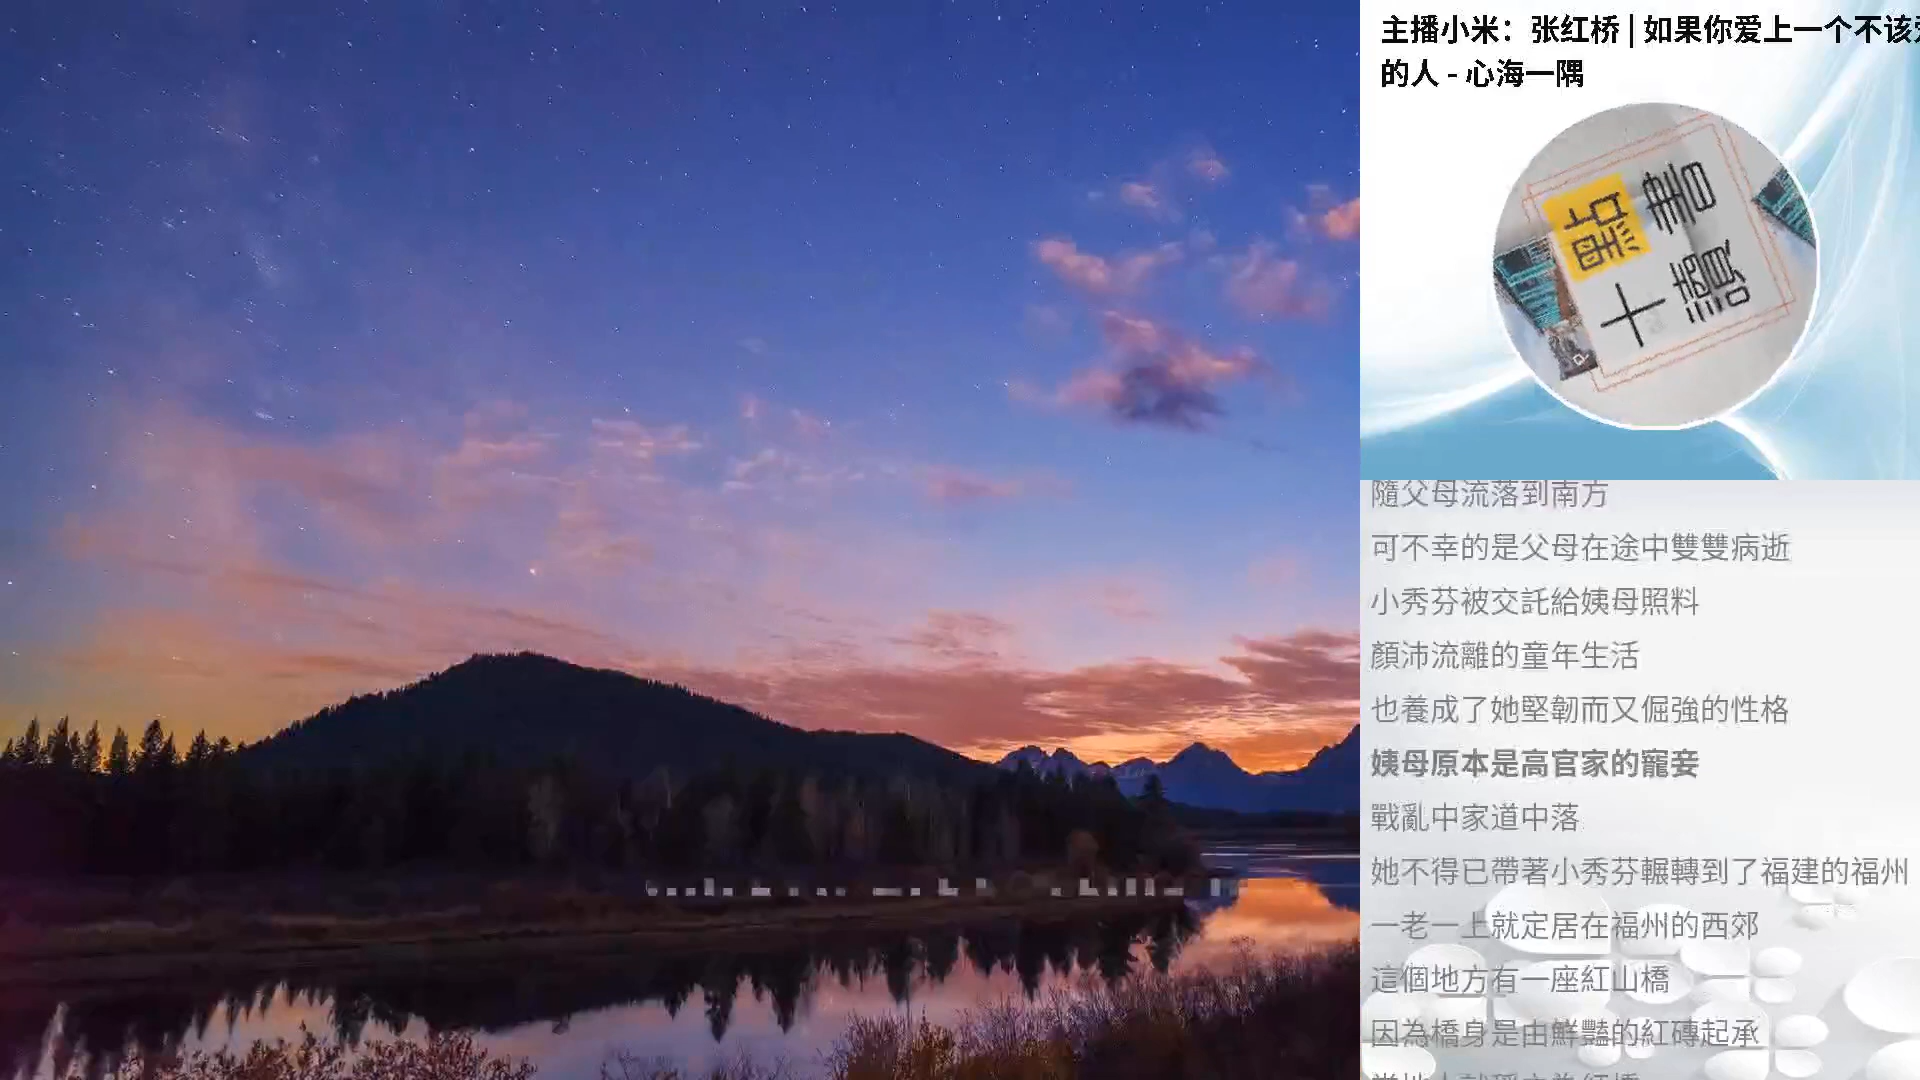 主播小米：张红桥 | 如果你爱上一个不该
的人 - 心海一隅
隨父母流落到南方
可不幸的是父母在途中雙雙病逝
小秀芬被交託給姨母照料
顏沛流離的童年生活
也養成了她堅韌而又倔強的性格
姨母原本是高官家的寵妾
戰亂中家道中落
她不得已帶著小秀芬輾轉到了福建的福州
一老一上就定居在福州的西郊
這個地方有一座紅山橋
因為橋身是由鮮豔的紅磚起承